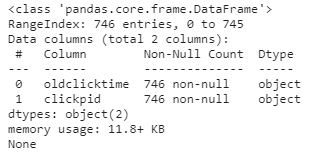 <class 'pandas.core.frame.DataFrame'>
RangeIndex: 746 entries, 0 to 745
Data columns (total 2 columns):
 #   Column        Non-Null Count  Dtype
---  ------        --------------  -----
 0   oldclicktime  746 non-null    object
 1   clickpid      746 non-null    object
dtypes: object(2)
memory usage: 11.8+ KB
None